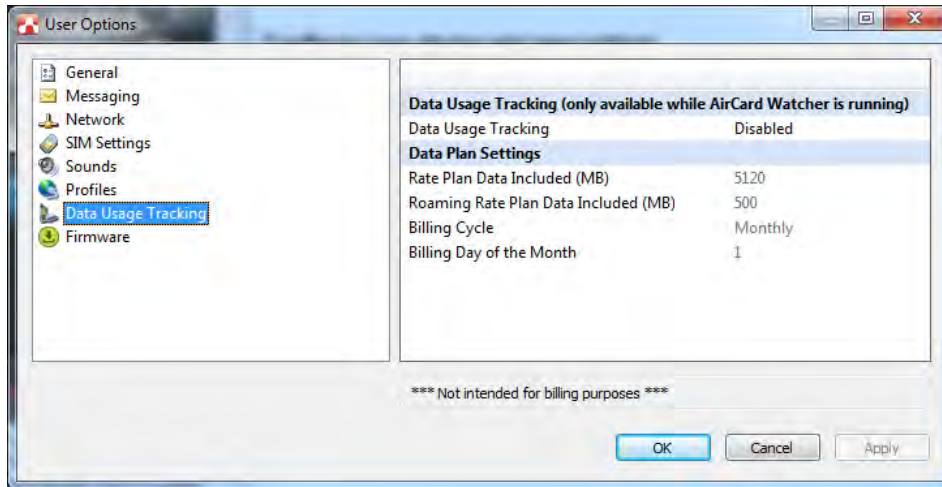 User Options
General
Messaging
Network
SIM Settings
Sounds
Profiles
Data Usage Tracking
Firmware
Data Usage Tracking (only available while AirCard Watcher is running)
Data Usage Tracking Disabled
Data Plan Settings
Rate Plan Data Included (MB) 5120
Roaming Rate Plan Data Included (MB) 500
Billing Cycle Monthly
Billing Day of the Month 1
*** Not intended for billing purposes ***
OK Cancel Apply